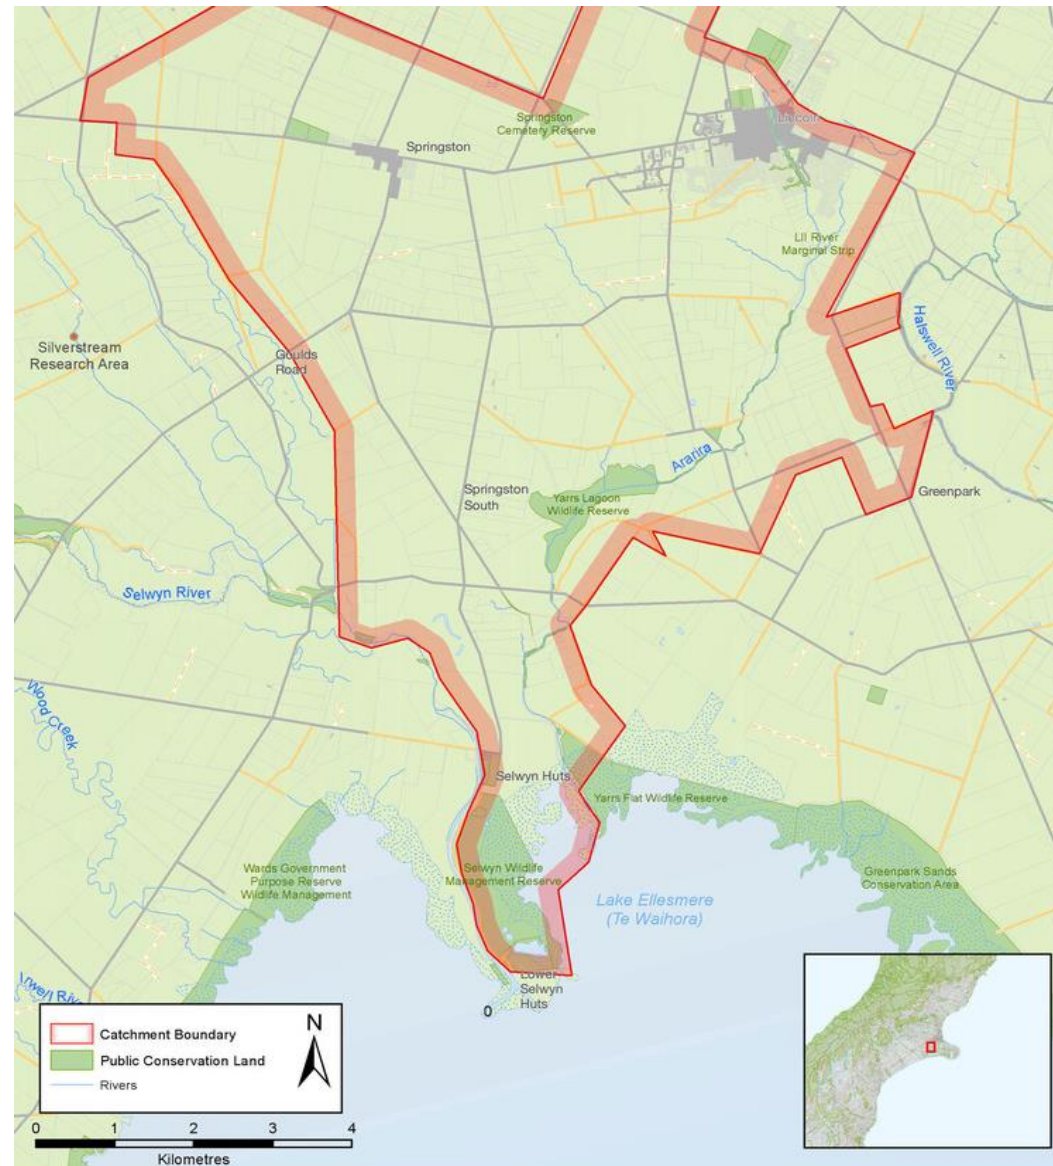 Springston
Cemetery Reserve
Lincoln
Springston
LII River
Marginal Strip
Halswell River
Silverstream
Research Area
Goulds
Road
Ararira
Springston
South
Yarrs Lagoon
Wildlife Reserve
Greenpark
Selwyn River
Wood Creek
Selwyn Huts
Yarrs Flat Wildlife Reserve
Wards Government
Purpose Reserve
Wildlife Management
Selwyn Wildlife
Management Reserve
Greenpark Sands
Conservation Area
Lake Ellesmere
(Te Waihora)
Lower
Selwyn
Huts
0
Catchment Boundary
Public Conservation Land
Rivers
N
0 1 2 3 4
Kilometres